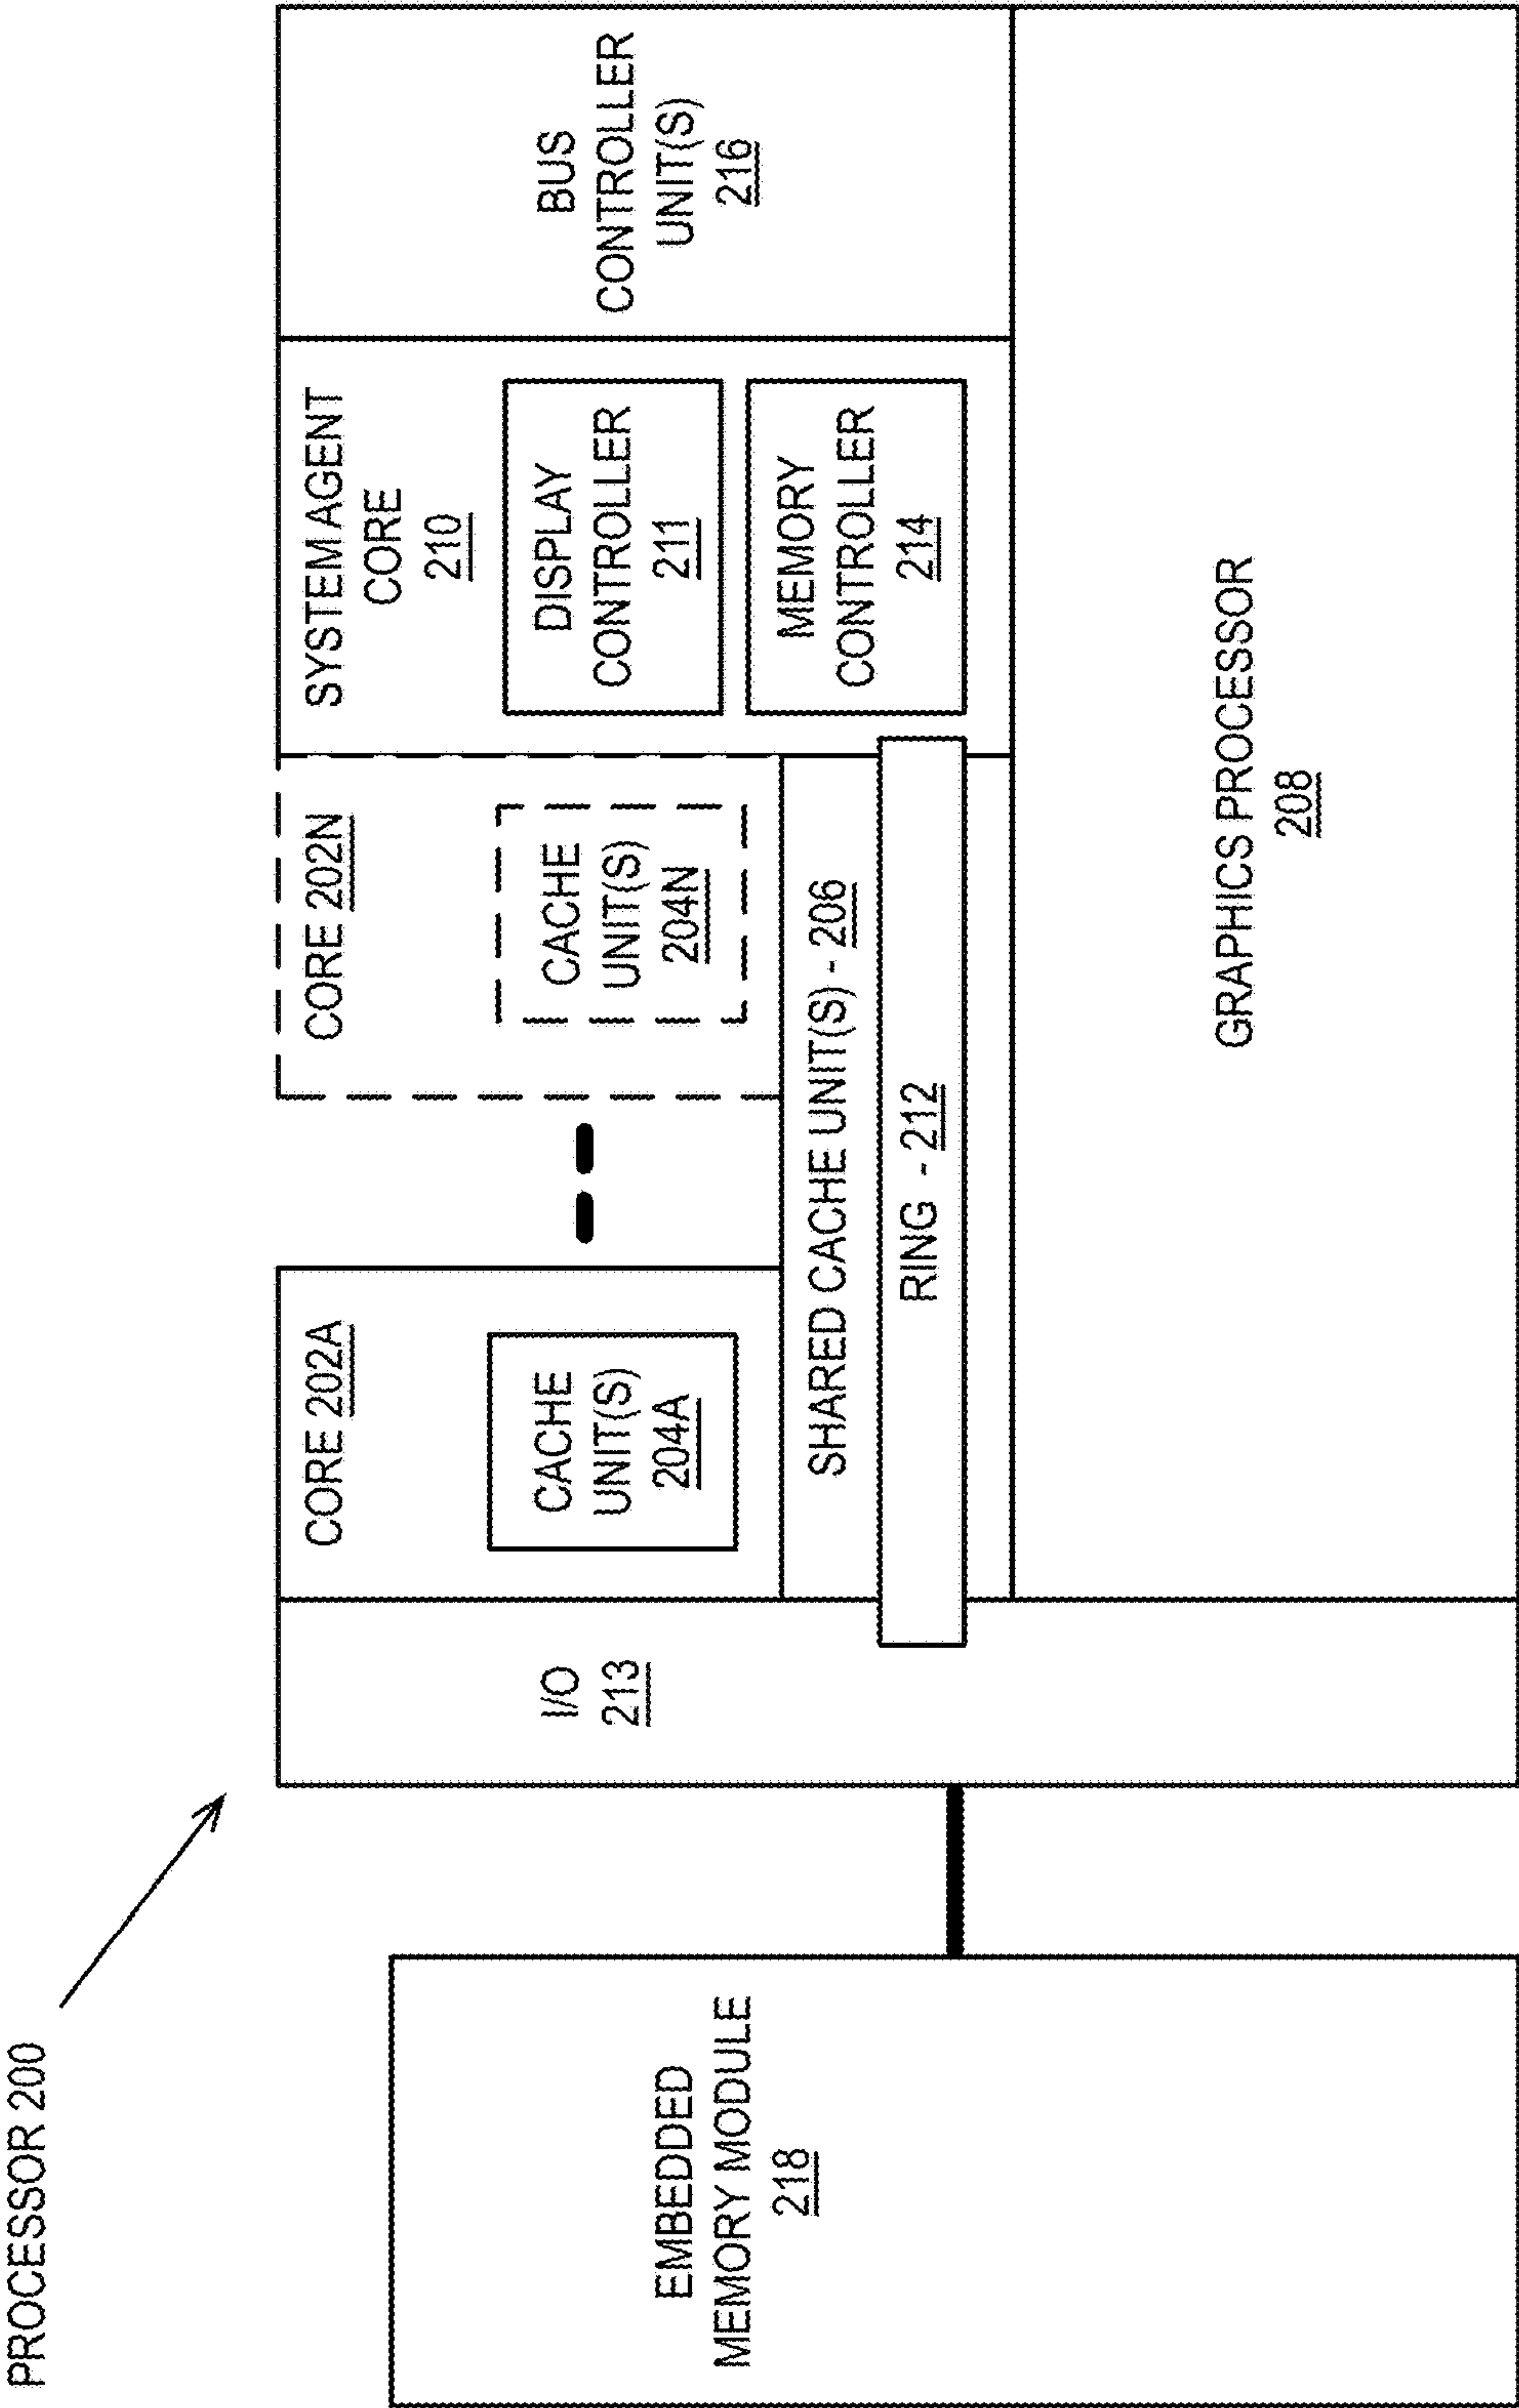 PROCESSOR 200
EMBEDDED
MEMORY MODULE
218
I/O
213
CORE 202A
CACHE
UNIT(S)
204A
CORE 202N
CACHE
UNIT(S)
204N
SHARED CACHE UNIT(S) - 206
RING - 212
SYSTEM AGENT
CORE
210
DISPLAY
CONTROLLER
211
MEMORY
CONTROLLER
214
BUS
CONTROLLER
UNIT(S)
216
GRAPHICS PROCESSOR
208